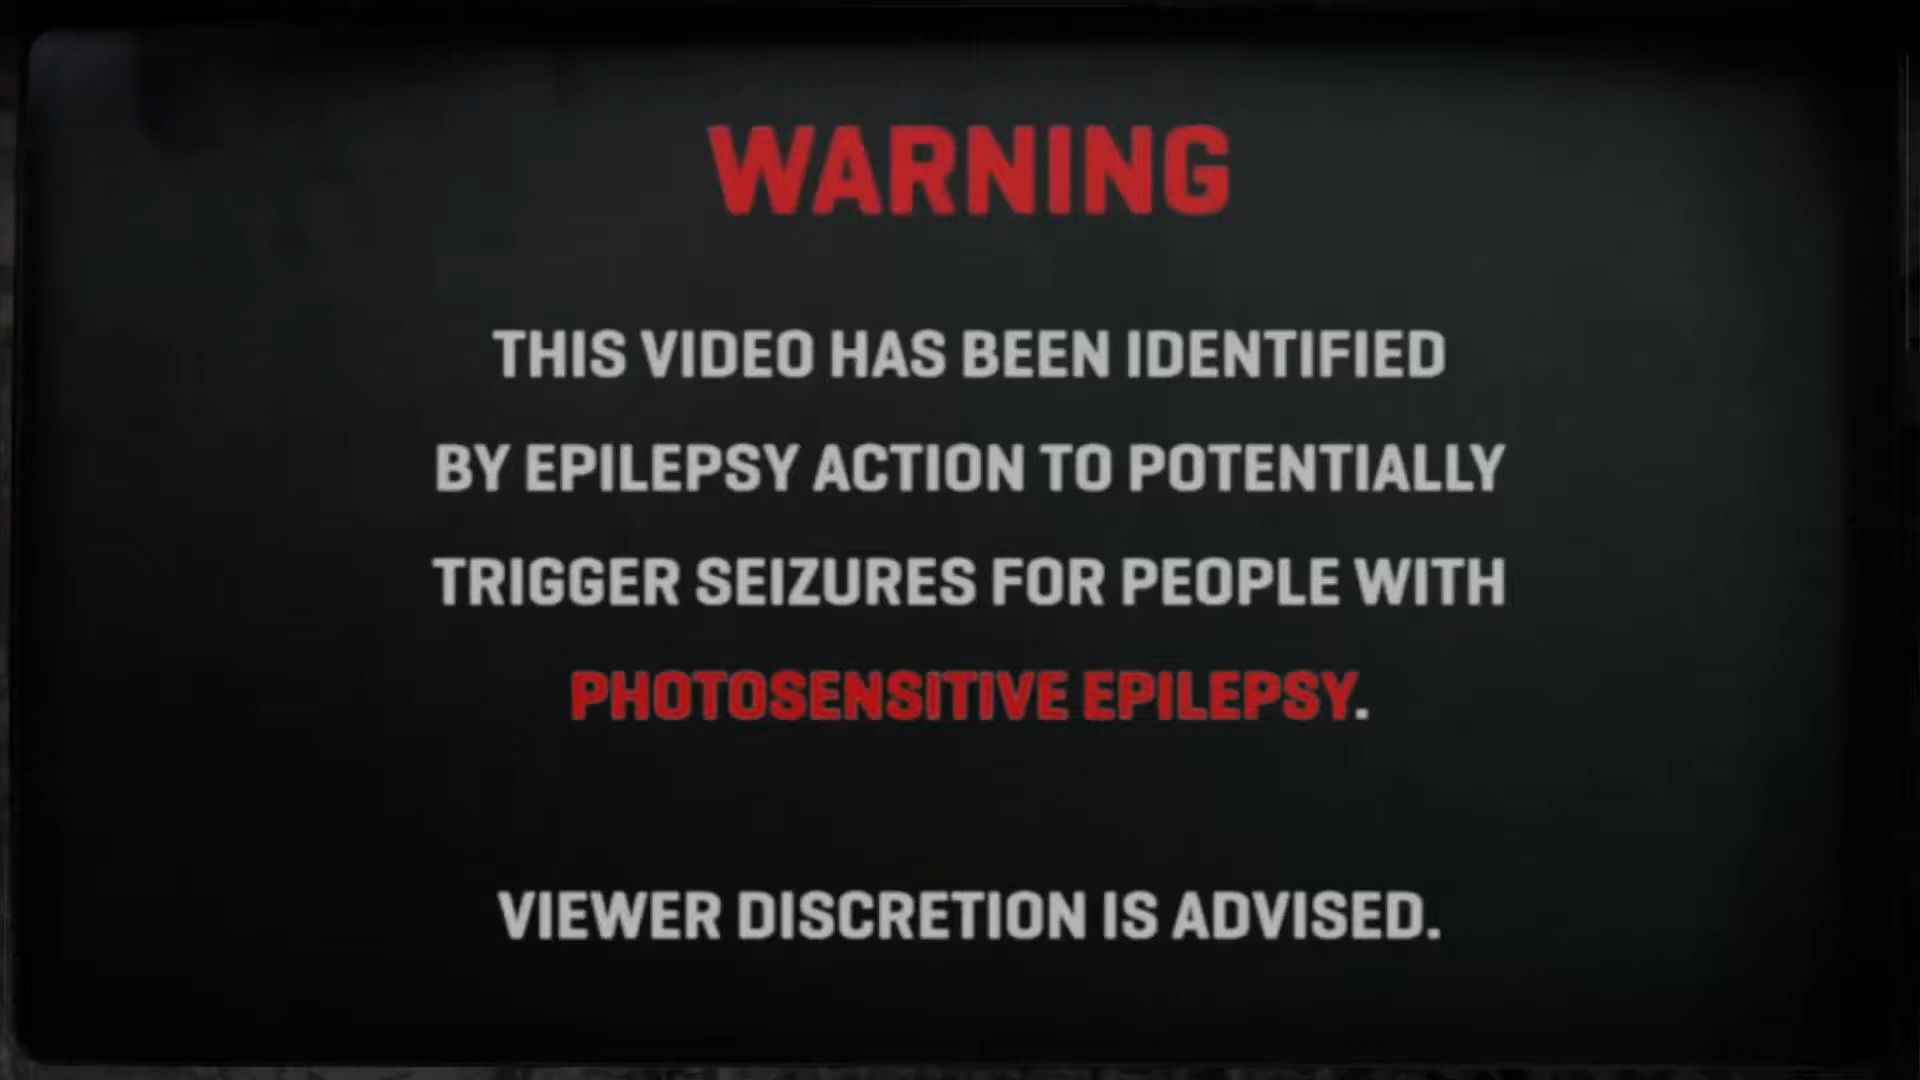 WARNING
THIS VIDEO HAS BEEN IDENTIFIED
BY EPILEPSY ACTION TO POTENTIALLY
TRIGGER SEIZURES FOR PEOPLE WITH
PHOTOSENSITIVE EPILEPSY.
VIEWER DISCRETION IS ADVISED.